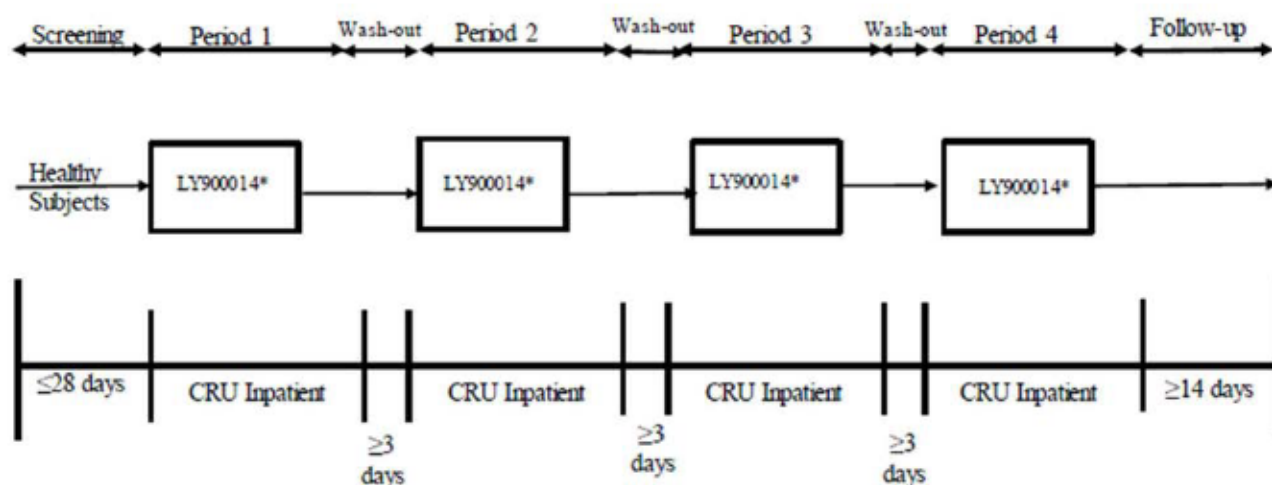 Screening Period 1 Wash-out Period 2 Wash-out Period 3 Wash-out Period 4 Follow-up
Healthy
Subjects
LY900014* LY900014* LY900014* LY900014*
≤28 days CRU Inpatient CRU Inpatient CRU Inpatient CRU Inpatient ≥14 days
≥3
days
≥3
days
≥3
days